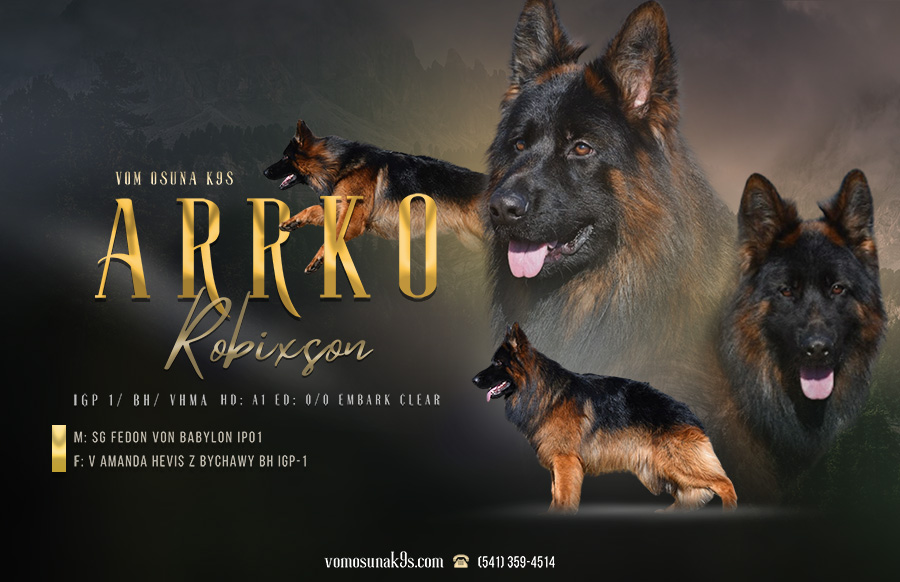 VOM OSUNA K9S
ARRKO
Robixson
IGP 1/ BH/ VHMA HD: A1 ED: 0/0 EMBARK CLEAR
M: SG FEDON VON BABYLON IPO1
F: V AMANDA HEVIS Z BYCHAWY BH IGP-1
vomosunak9s.com ☎ (541) 359-4514